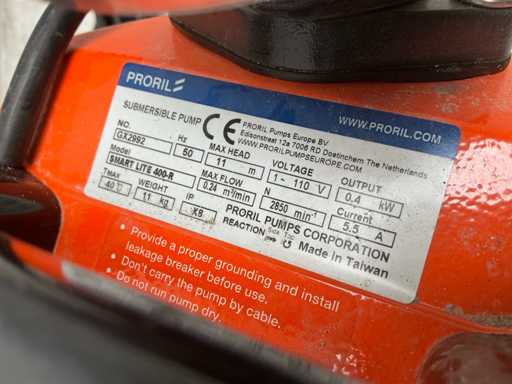 PRORIL
WWW.PRORIL.COM
SUBMERSIBLE PUMP CE PRORIL Pumps Europe BV
Edisonstraat 12a 7006 RD Doetinchem The Netherlands
WWW.PRORILPUMPSEUROPE.COM
NO. GX2992
Hz 50
MAX HEAD 11 m
VOLTAGE 1~ 110 V
OUTPUT 0.4 kW
Model SMART LITE 400-R
MAX FLOW 0.24 m³/min
N 2850 min⁻¹
Current 5.5 A
TMAX 40
WEIGHT 11 kg
IP X8
PRORIL PUMPS CORPORATION
REACTION
Made in Taiwan
• Provide a proper grounding and install
leakage breaker before use.
• Don't carry the pump by cable.
• Do not run pump dry.